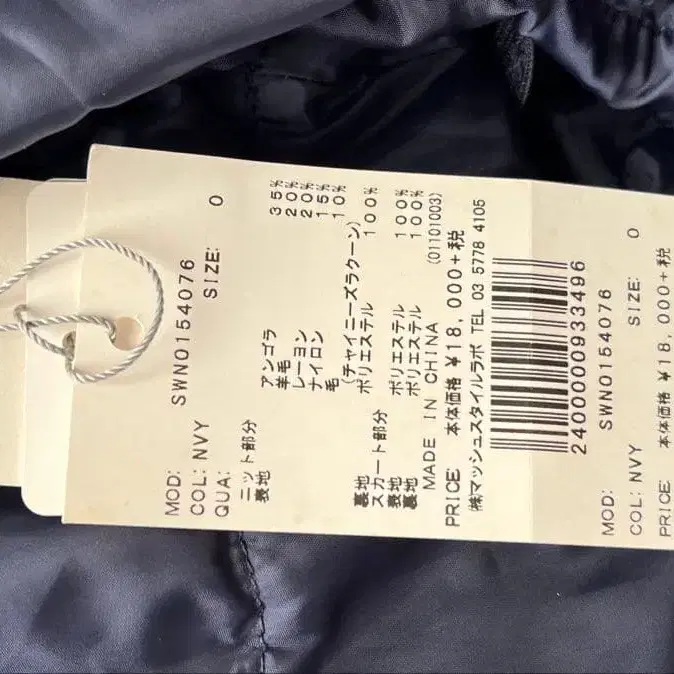 MOD: SWNO154076
COL: NVY SIZE: 0
QUA:
ニット部分
表地 アンゴラ 35%
羊毛 20%
レーヨン 20%
ナイロン 15%
毛 10%
(チャイニーズラクーン)
裏地 ポリエステル 100%
スカート部分
表地 ポリエステル 100%
裏地 ポリエステル 100%
MADE IN CHINA (01101003)
PRICE: 本体価格 ¥18,000+税
㈱マッシュスタイルラボ TEL 03 5778 4105
2400000933496
MOD: SWNO154076
COL: NVY SIZE: 0
PRICE: 本体価格 ¥18,000+税